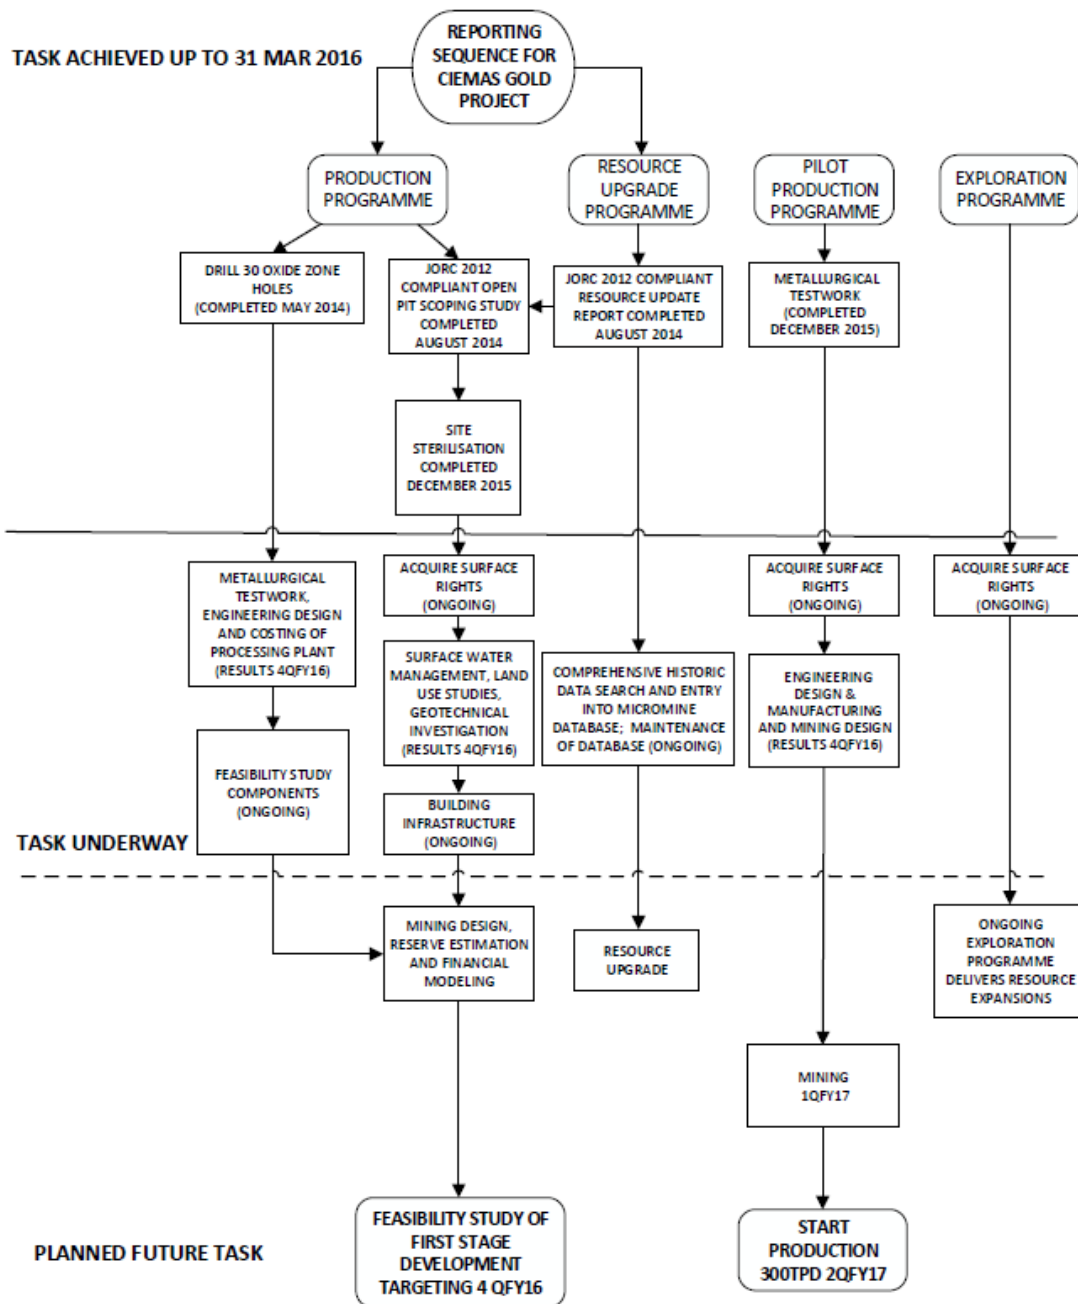 TASK ACHIEVED UP TO 31 MAR 2016
REPORTING
SEQUENCE FOR
CIEMAS GOLD
PROJECT
PRODUCTION
PROGRAMME
RESOURCE
UPGRADE
PROGRAMME
PILOT
PRODUCTION
PROGRAMME
EXPLORATION
PROGRAMME
DRILL 30 OXIDE ZONE
HOLES
(COMPLETED MAY 2014)
JORC 2012
COMPLIANT OPEN
PIT SCOPING STUDY
COMPLETED
AUGUST 2014
JORC 2012 COMPLIANT
RESOURCE UPDATE
REPORT COMPLETED
AUGUST 2014
METALLURGICAL
TESTWORK
(COMPLETED
DECEMBER 2015)
SITE
STERILISATION
COMPLETED
DECEMBER 2015
METALLURGICAL
TESTWORK,
ENGINEERING DESIGN
AND COSTING OF
PROCESSING PLANT
(RESULTS 4QFY16)
ACQUIRE SURFACE
RIGHTS
(ONGOING)
ACQUIRE SURFACE
RIGHTS
(ONGOING)
ACQUIRE SURFACE
RIGHTS
(ONGOING)
SURFACE WATER
MANAGEMENT, LAND
USE STUDIES,
GEOTECHNICAL
INVESTIGATION
(RESULTS 4QFY16)
COMPREHENSIVE HISTORIC
DATA SEARCH AND ENTRY
INTO MICROMINE
DATABASE; MAINTENANCE
OF DATABASE (ONGOING)
ENGINEERING
DESIGN &
MANUFACTURING
AND MINING DESIGN
(RESULTS 4QFY16)
FEASIBILITY STUDY
COMPONENTS
(ONGOING)
BUILDING
INFRASTRUCTURE
(ONGOING)
TASK UNDERWAY
MINING DESIGN,
RESERVE ESTIMATION
AND FINANCIAL
MODELING
RESOURCE
UPGRADE
ONGOING
EXPLORATION
PROGRAMME
DELIVERS RESOURCE
EXPANSIONS
MINING
1QFY17
PLANNED FUTURE TASK
FEASIBILITY STUDY OF
FIRST STAGE
DEVELOPMENT
TARGETING 4 QFY16
START
PRODUCTION
300TPD 2QFY17